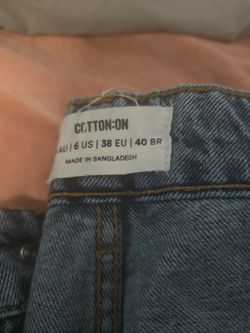 COTTON:ON
AU | 6 US | 38 EU | 40 BR
MADE IN BANGLADESH